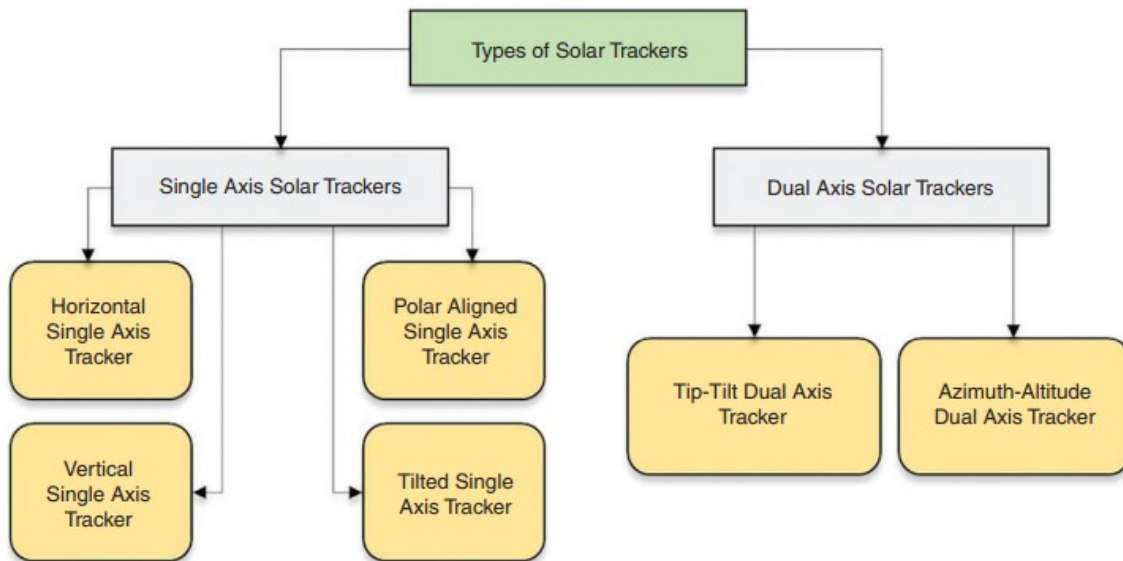 Types of Solar Trackers
Single Axis Solar Trackers
Dual Axis Solar Trackers
Horizontal
Single Axis
Tracker
Polar Aligned
Single Axis
Tracker
Tip-Tilt Dual Axis
Tracker
Azimuth-Altitude
Dual Axis Tracker
Vertical
Single Axis
Tracker
Tilted Single
Axis Tracker